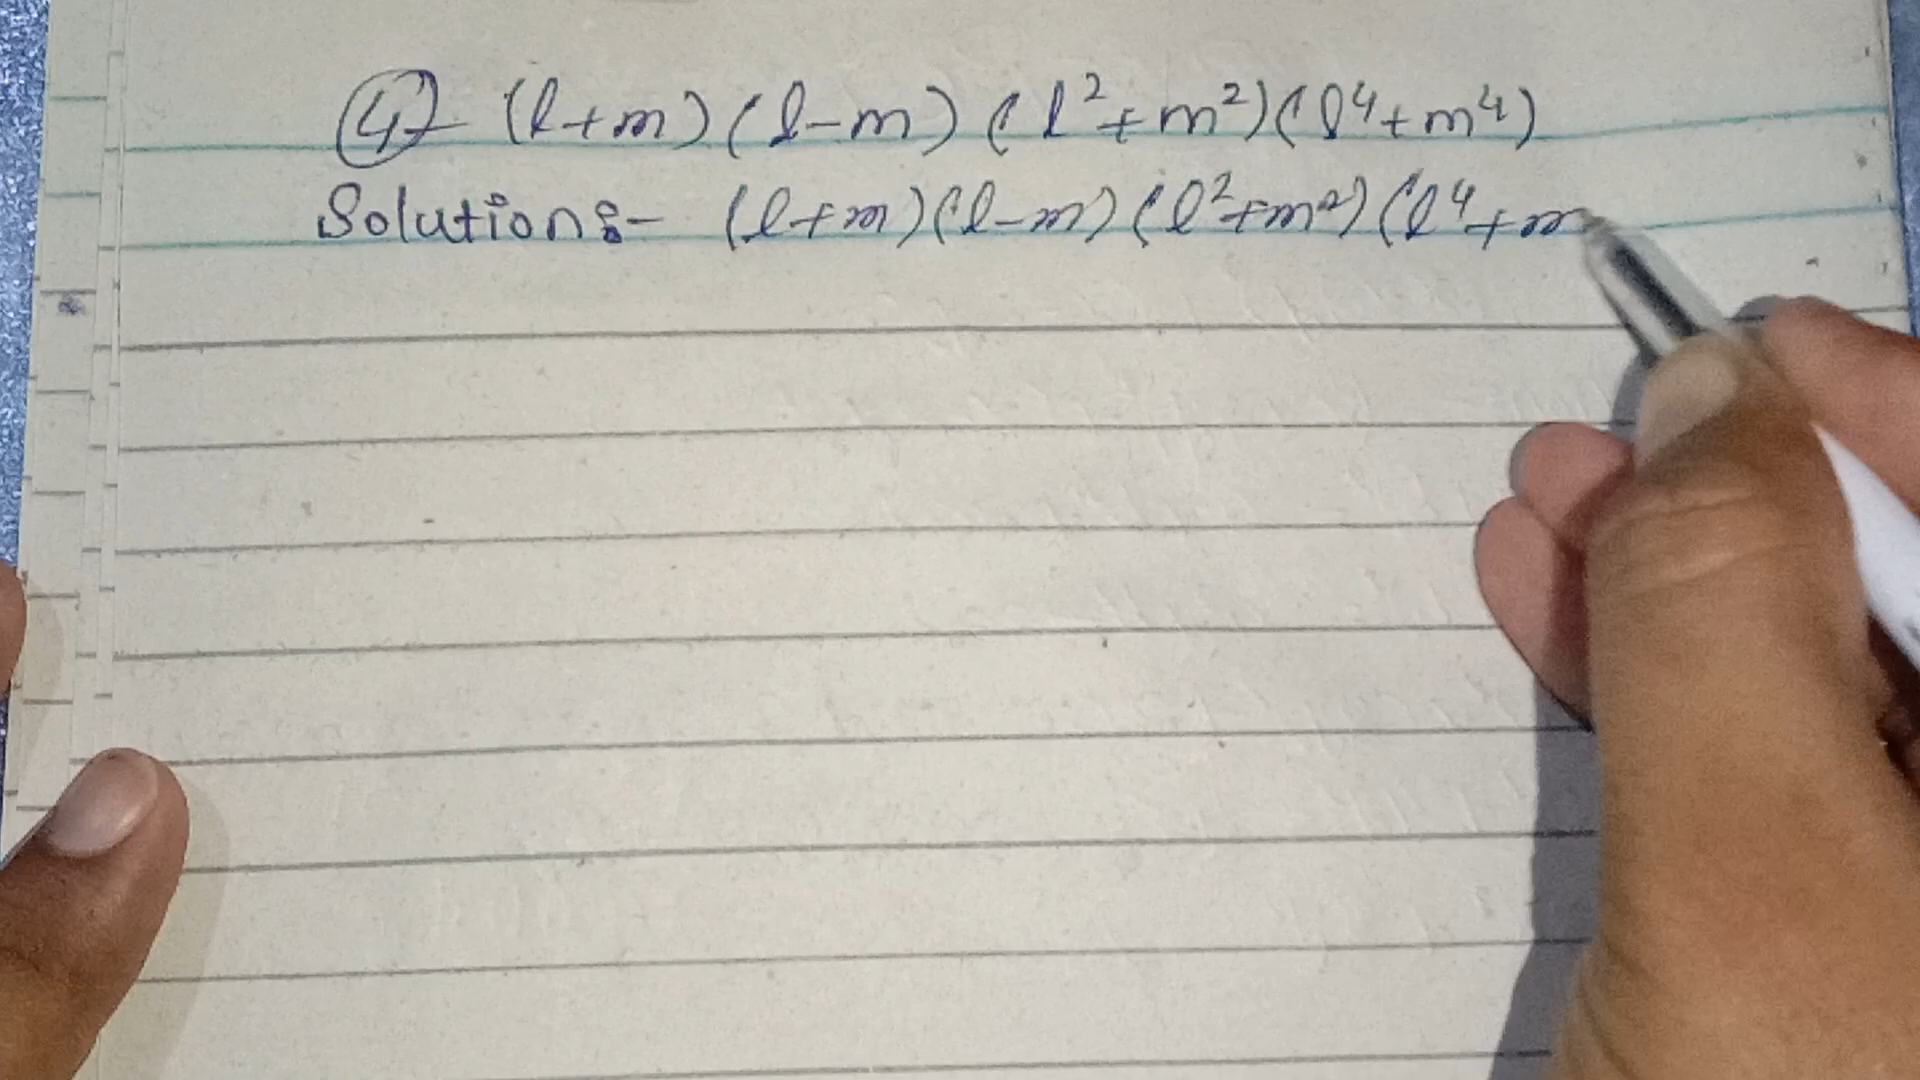 (4) (l+m)(l-m)(l²+m²)(l⁴+m⁴)
Solution:- (l+m)(l-m)(l²+m²)(l⁴+m